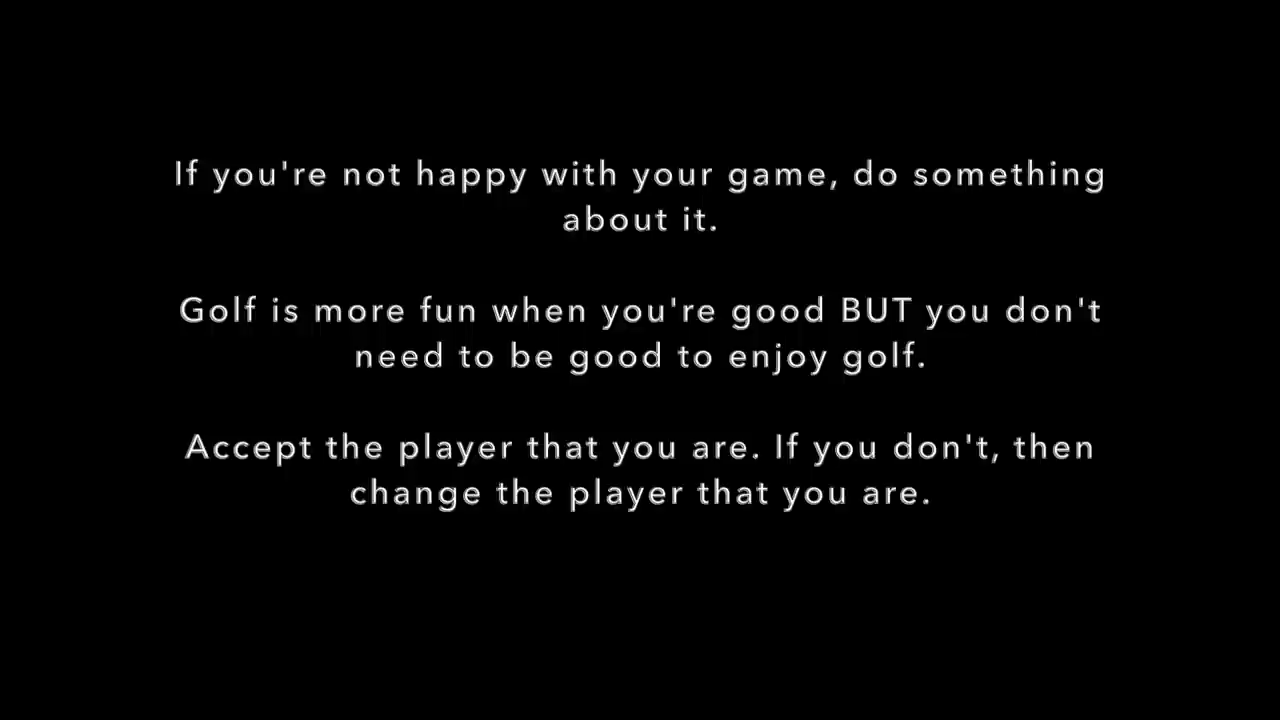 If you're not happy with your game, do something
about it.
Golf is more fun when you're good BUT you don't
need to be good to enjoy golf.
Accept the player that you are. If you don't, then
change the player that you are.